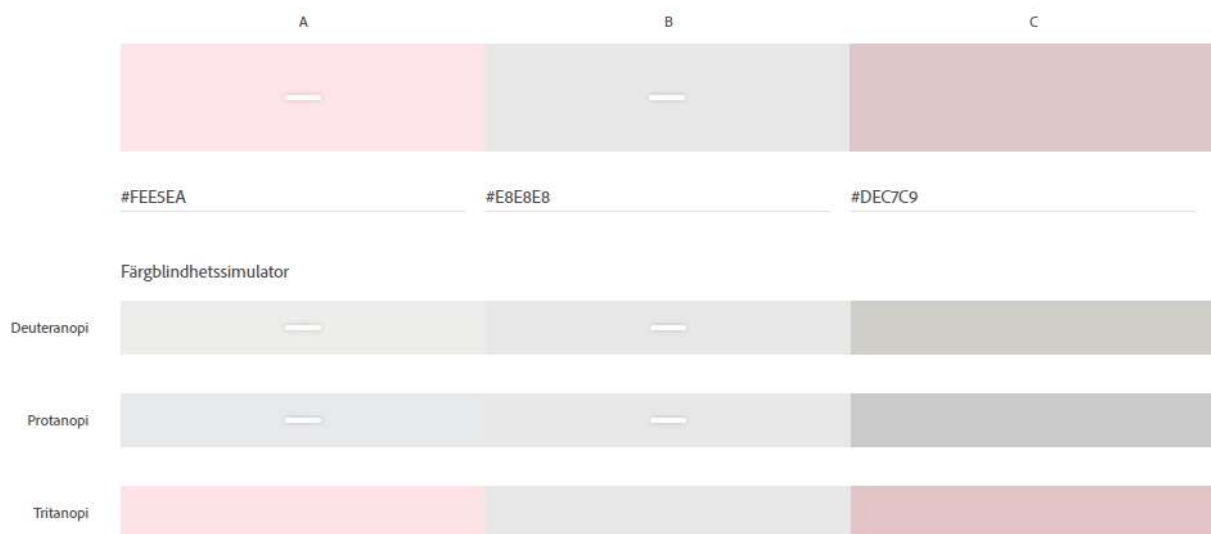 A B C
#FEE5EA #E8E8E8 #DEC7C9
Färgblindhetssimulator
Deuteranopi
Protanopi
Tritanopi